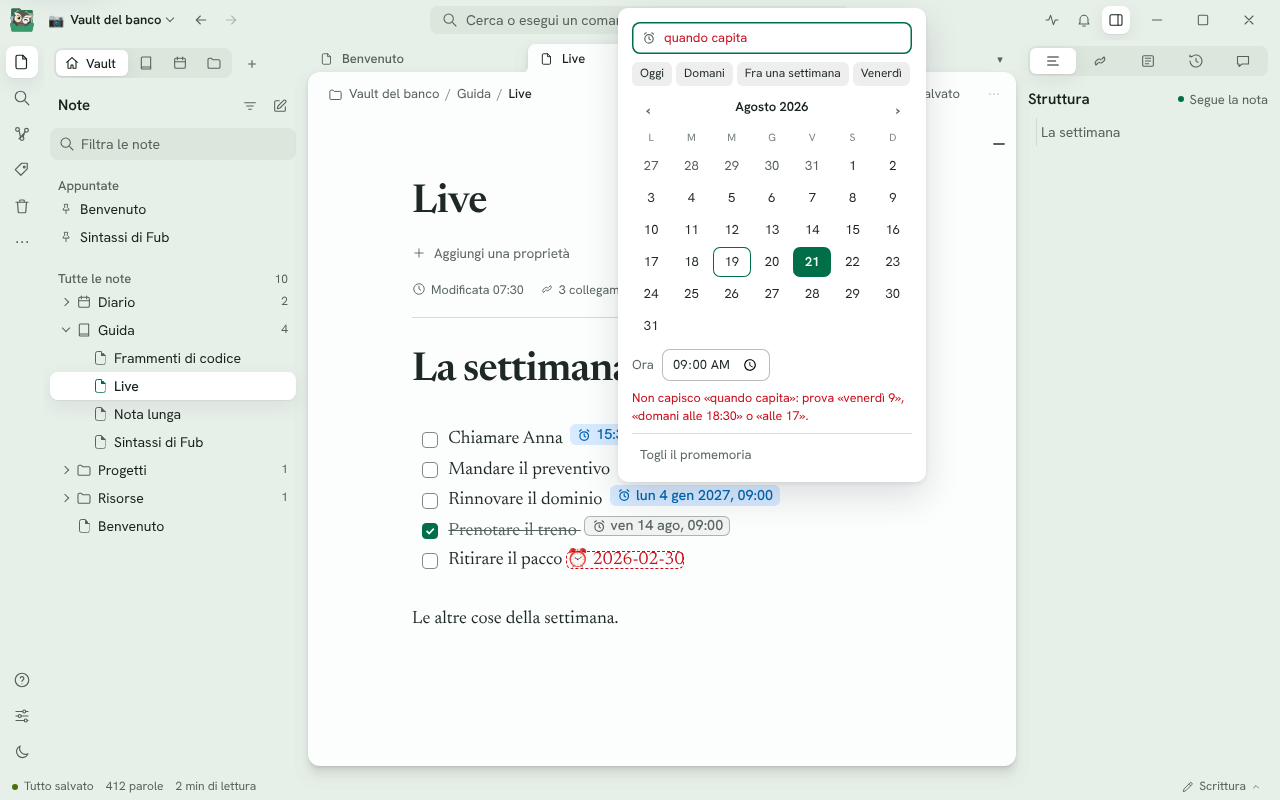 Vault del banco
Cerca o esegui un coma
Vault
Note
Filtra le note
Appuntate
Benvenuto
Sintassi di Fub
Tutte le note 10
Diario 2
Guida 4
Frammenti di codice
Live
Nota lunga
Sintassi di Fub
Progetti 1
Risorse 1
Benvenuto
Tutto salvato 412 parole 2 min di lettura
Benvenuto
Live
Vault del banco / Guida / Live
alvato
Live
Aggiungi una proprietà
Modificata 07:30 3 collegam
La settimana
Chiamare Anna 15:3
Mandare il preventivo
Rinnovare il dominio lun 4 gen 2027, 09:00
Prenotare il treno ven 14 ago, 09:00
Ritirare il pacco ⏰ 2026-02-30
Le altre cose della settimana.
quando capita
Oggi Domani Fra una settimana Venerdì
‹ Agosto 2026 ›
L M M G V S D
27 28 29 30 31 1 2
3 4 5 6 7 8 9
10 11 12 13 14 15 16
17 18 19 20 21 22 23
24 25 26 27 28 29 30
31
Ora 09:00 AM
Non capisco «quando capita»: prova «venerdì 9»,
«domani alle 18:30» o «alle 17».
Togli il promemoria
Struttura Segue la nota
La settimana
Scrittura